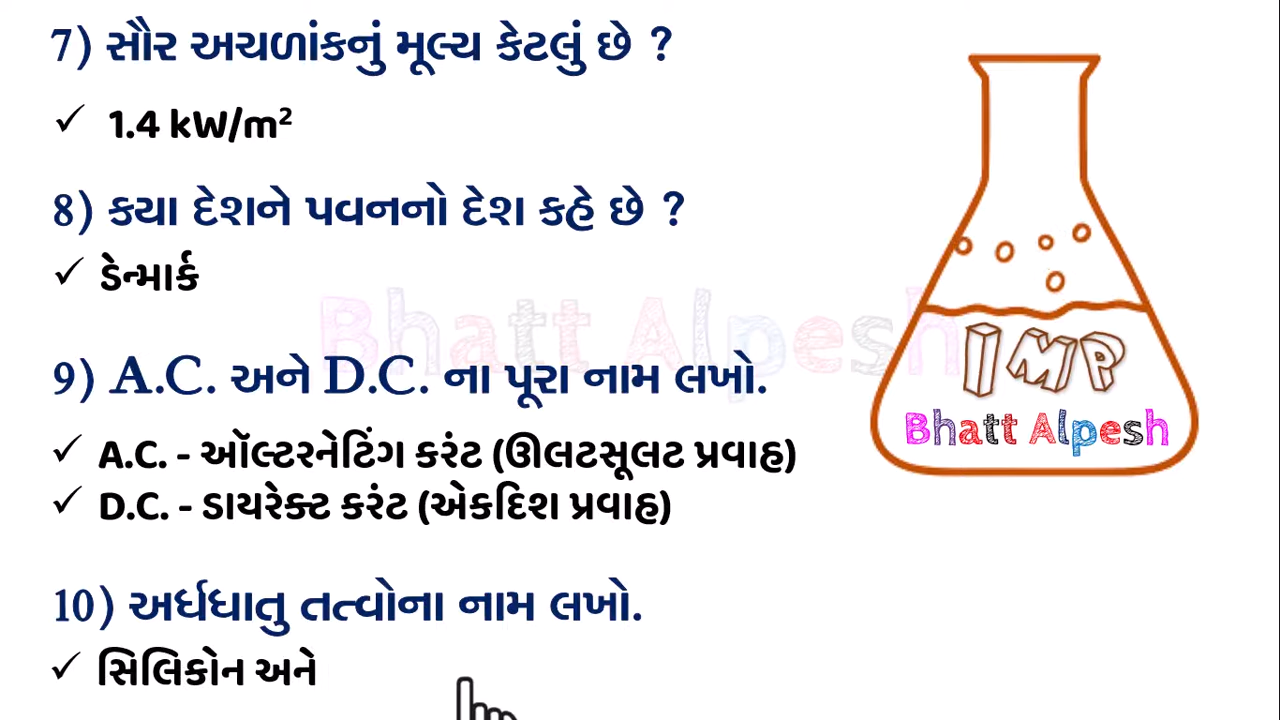 7) સૌર અચળાંકનું મૂલ્ય કેટલું છે ?
✓ 1.4 kW/m²
8) ક્યા દેશને પવનનો દેશ કહે છે ?
✓ ડેન્માર્ક
Bhatt Alpesh
9) A.C. અને D.C. ના પૂરા નામ લખો.
✓ A.C. - ઑલ્ટરનેટિંગ કરંટ (ઊલટસૂલટ પ્રવાહ)
✓ D.C. - ડાયરેક્ટ કરંટ (એકદિશ પ્રવાહ)
10) અર્ધધાતુ તત્વોના નામ લખો.
✓ સિલિકોન અને
IMP
Bhatt Alpesh